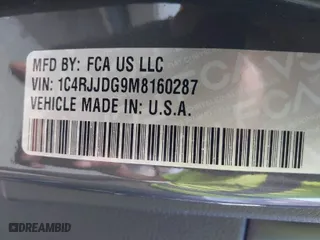 MFD BY: FCA US LLC
VIN: 1C4RJJDG9M8160287
VEHICLE MADE IN: U.S.A.
© DREAMBID